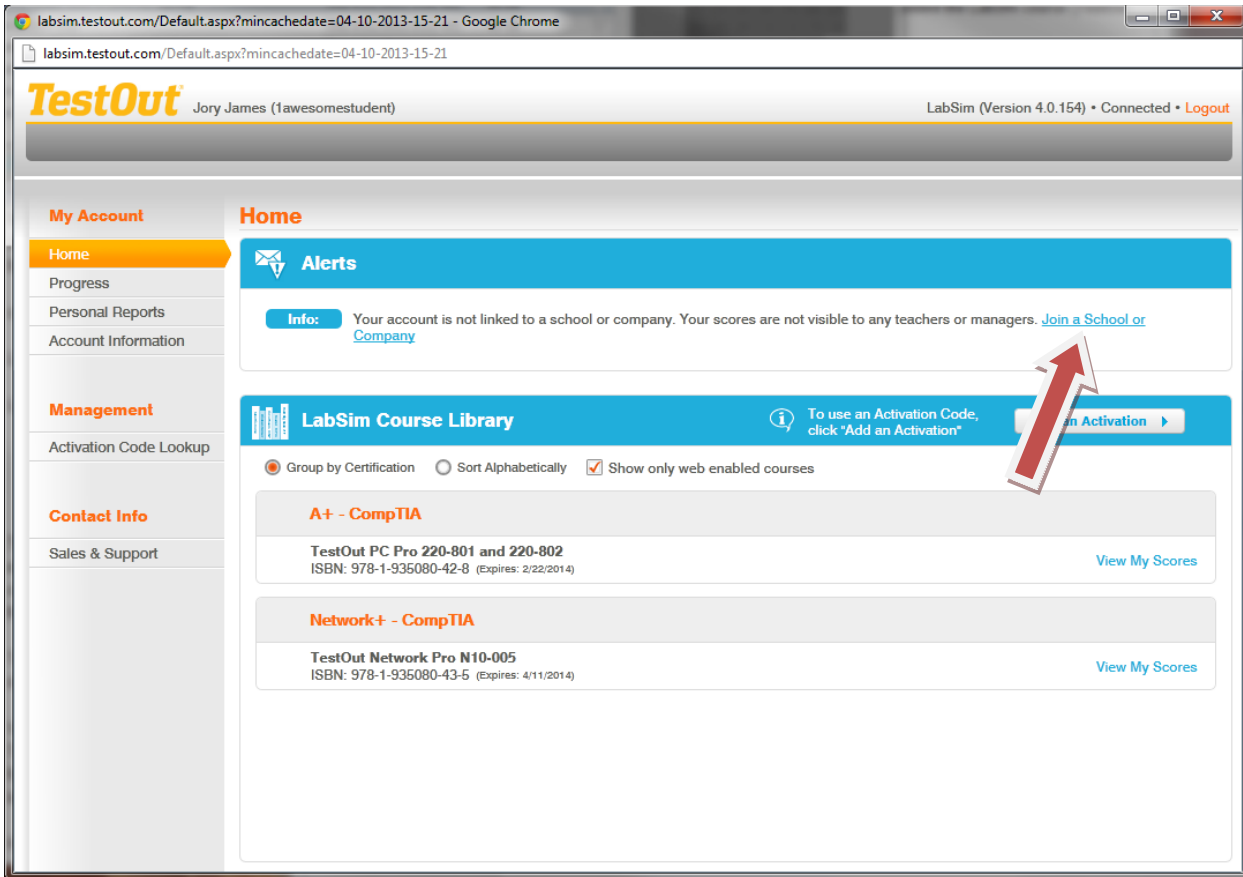 labsim.testout.com/Default.aspx?mincachedate=04-10-2013-15-21 - Google Chrome
labsim.testout.com/Default.aspx?mincachedate=04-10-2013-15-21
TestOut Jory James (1awesomestudent) LabSim (Version 4.0.154) • Connected • Logout
My Account
Home
Progress
Personal Reports
Account Information
Management
Activation Code Lookup
Contact Info
Sales & Support
Home
Alerts
Info: Your account is not linked to a school or company. Your scores are not visible to any teachers or managers. Join a School or
Company
LabSim Course Library
To use an Activation Code,
click "Add an Activation"
an Activation
Group by Certification Sort Alphabetically Show only web enabled courses
A+ - CompTIA
TestOut PC Pro 220-801 and 220-802
ISBN: 978-1-935080-42-8 (Expires: 2/22/2014)
View My Scores
Network+ - CompTIA
TestOut Network Pro N10-005
ISBN: 978-1-935080-43-5 (Expires: 4/11/2014)
View My Scores